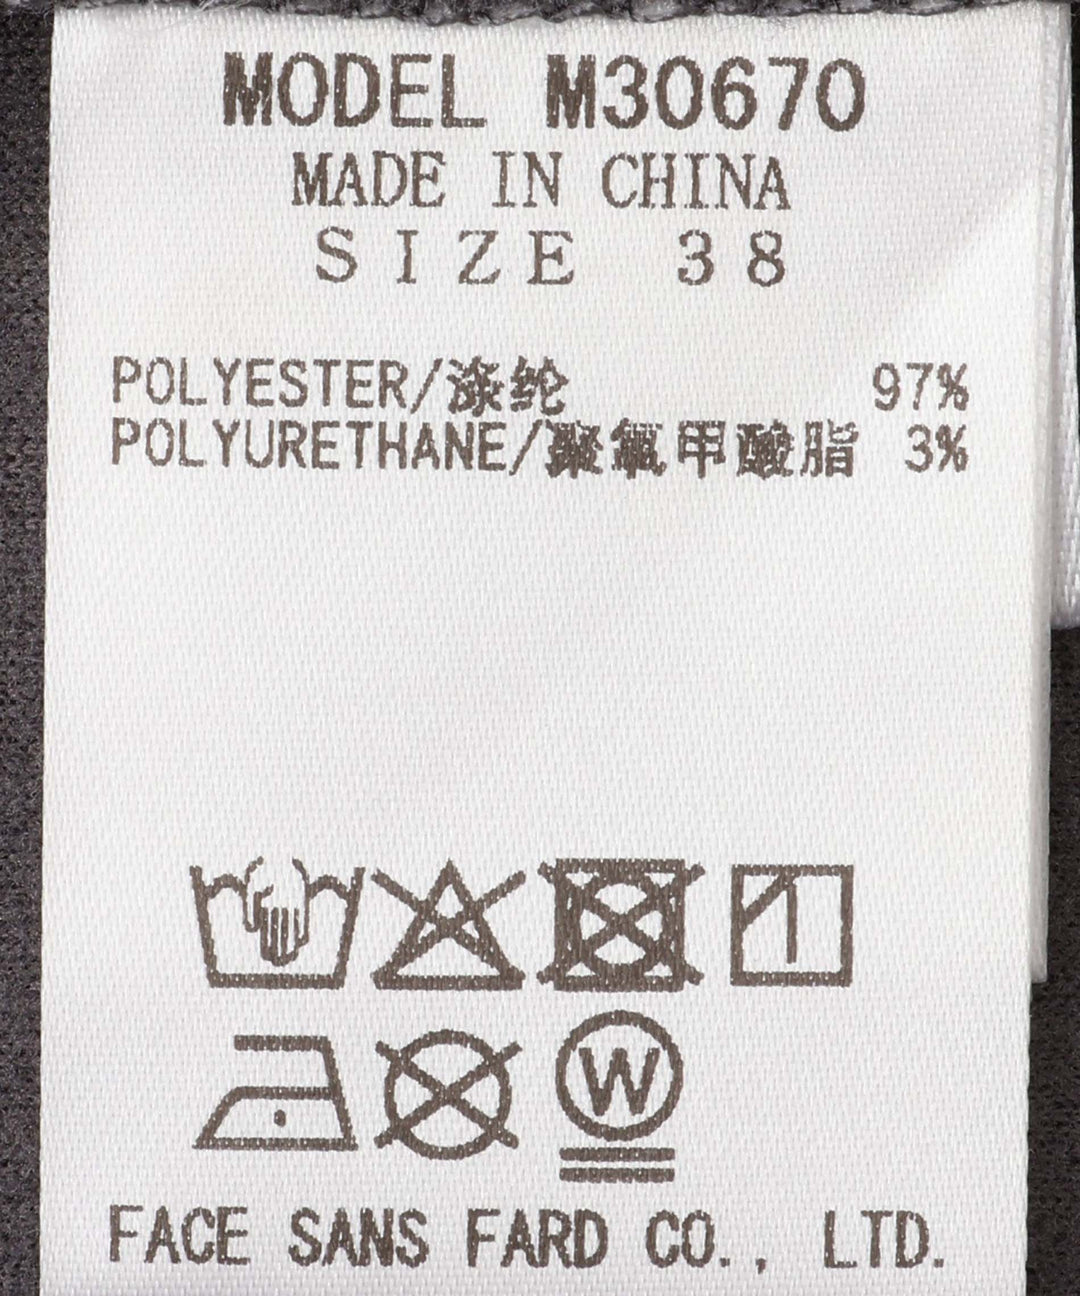 MODEL M30670
MADE IN CHINA
SIZE 38
POLYESTER/涤纶 97%
POLYURETHANE/聚氨甲酸脂 3%
W
FACE SANS FARD CO., LTD.